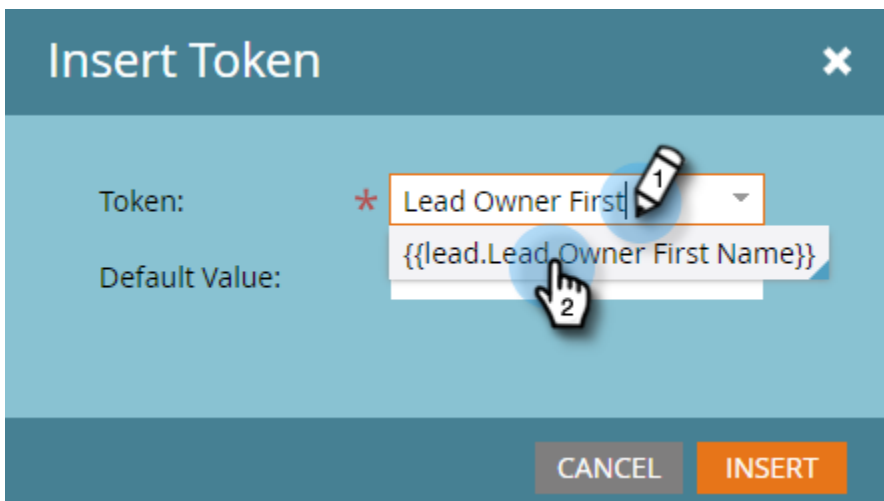 Insert Token
Token: * Lead Owner First
1
{{lead.Lead Owner First Name}}
Default Value:
2
CANCEL INSERT